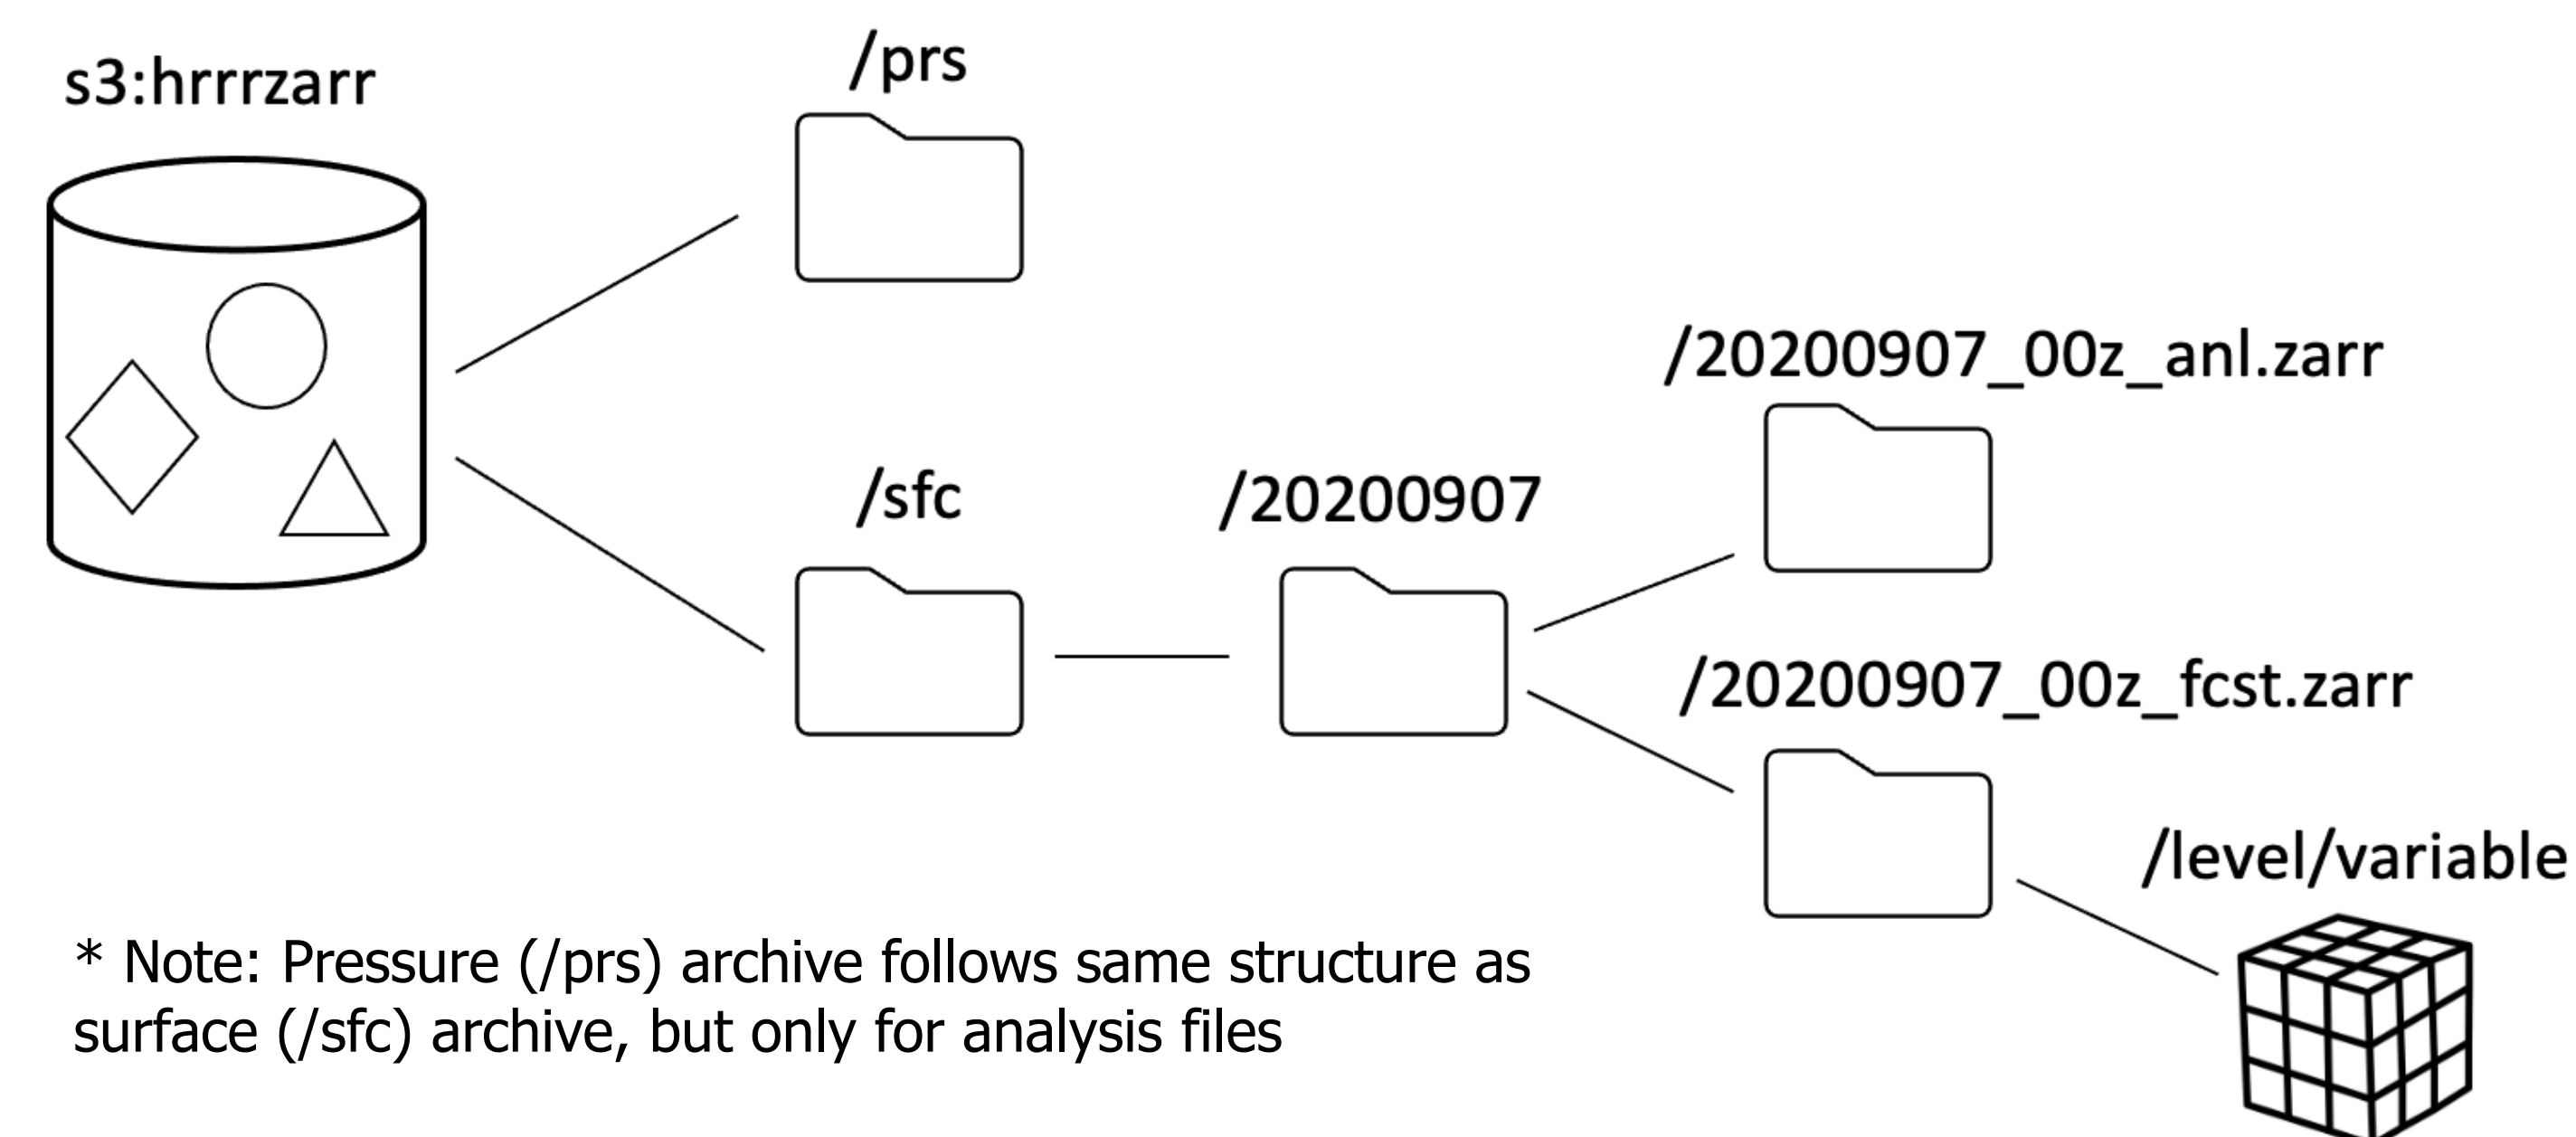 s3:hrrrzarr
/prs
/sfc
/20200907
/20200907_00z_anl.zarr
/20200907_00z_fcst.zarr
/level/variable
* Note: Pressure (/prs) archive follows same structure as
surface (/sfc) archive, but only for analysis files